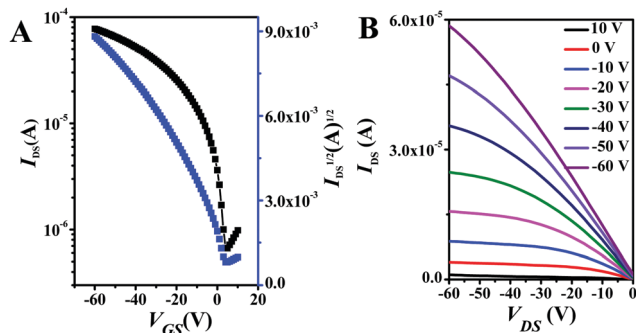 A
10⁻⁴
10⁻⁵
10⁻⁶
I_DS(A)
9.0x10⁻³
6.0x10⁻³
3.0x10⁻³
0.0
I_DS^1/2(A)^1/2
-60 -40 -20 0 20
V_GS(V)
B
6.0x10⁻⁵
3.0x10⁻⁵
0.0
I_DS (A)
10 V
0 V
-10 V
-20 V
-30 V
-40 V
-50 V
-60 V
-60 -50 -40 -30 -20 -10 0
V_DS (V)